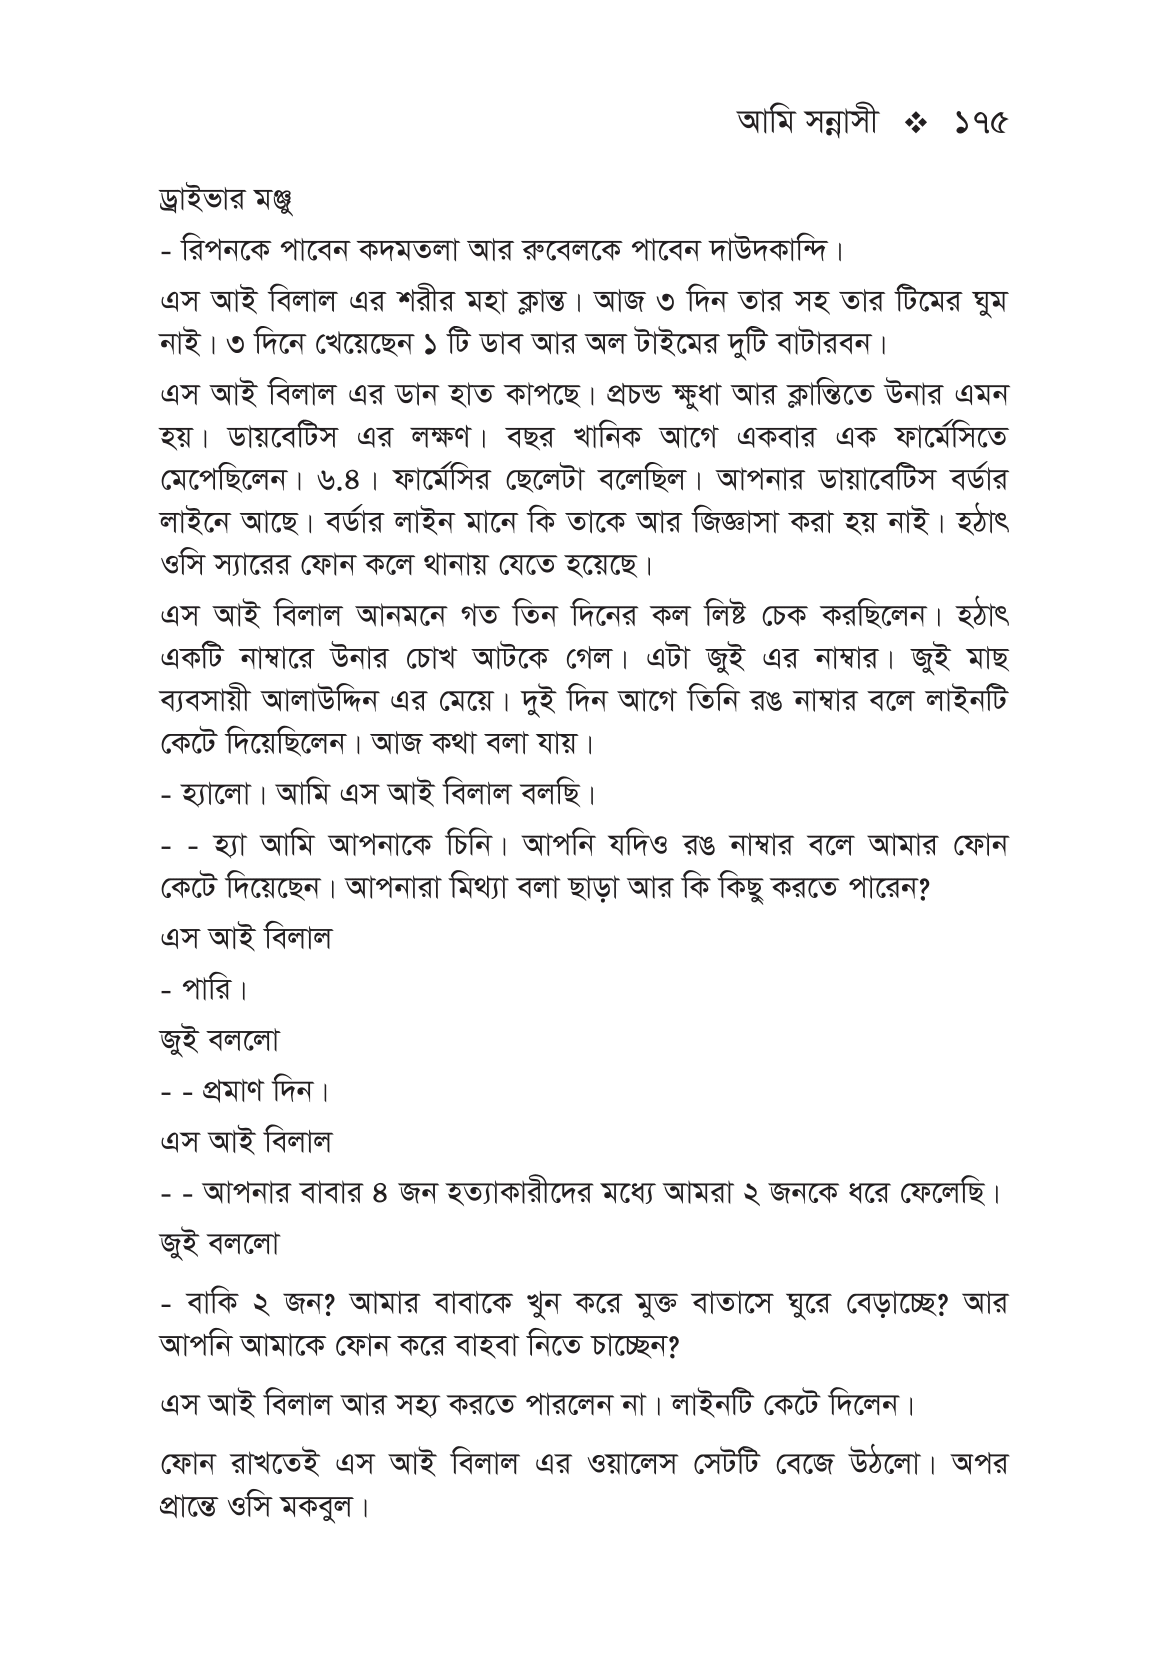 আমি সন্নাসী ❖ ১৭৫
ড্রাইভার মঞ্জু
- রিপনকে পাবেন কদমতলা আর রুবেলকে পাবেন দাউদকান্দি।
এস আই বিলাল এর শরীর মহা ক্লান্ত। আজ ৩ দিন তার সহ তার টিমের ঘুম
নাই। ৩ দিনে খেয়েছেন ১ টি ডাব আর অল টাইমের দুটি বাটারবন।
এস আই বিলাল এর ডান হাত কাপছে। প্রচন্ড ক্ষুধা আর ক্লান্তিতে উনার এমন
হয়। ডায়বেটিস এর লক্ষণ। বছর খানিক আগে একবার এক ফার্মেসিতে
মেপেছিলেন। ৬.৪। ফার্মেসির ছেলেটা বলেছিল। আপনার ডায়াবেটিস বর্ডার
লাইনে আছে। বর্ডার লাইন মানে কি তাকে আর জিজ্ঞাসা করা হয় নাই। হঠাৎ
ওসি স্যারের ফোন কলে থানায় যেতে হয়েছে।
এস আই বিলাল আনমনে গত তিন দিনের কল লিষ্ট চেক করছিলেন। হঠাৎ
একটি নাম্বারে উনার চোখ আটকে গেল। এটা জুই এর নাম্বার। জুই মাছ
ব্যবসায়ী আলাউদ্দিন এর মেয়ে। দুই দিন আগে তিনি রঙ নাম্বার বলে লাইনটি
কেটে দিয়েছিলেন। আজ কথা বলা যায়।
- হ্যালো। আমি এস আই বিলাল বলছি।
- - হ্যা আমি আপনাকে চিনি। আপনি যদিও রঙ নাম্বার বলে আমার ফোন
কেটে দিয়েছেন। আপনারা মিথ্যা বলা ছাড়া আর কি কিছু করতে পারেন?
এস আই বিলাল
- পারি।
জুই বললো
- - প্রমাণ দিন।
এস আই বিলাল
- - আপনার বাবার ৪ জন হত্যাকারীদের মধ্যে আমরা ২ জনকে ধরে ফেলেছি।
জুই বললো
- বাকি ২ জন? আমার বাবাকে খুন করে মুক্ত বাতাসে ঘুরে বেড়াচ্ছে? আর
আপনি আমাকে ফোন করে বাহবা নিতে চাচ্ছেন?
এস আই বিলাল আর সহ্য করতে পারলেন না। লাইনটি কেটে দিলেন।
ফোন রাখতেই এস আই বিলাল এর ওয়ালেস সেটটি বেজে উঠলো। অপর
প্রান্তে ওসি মকবুল।